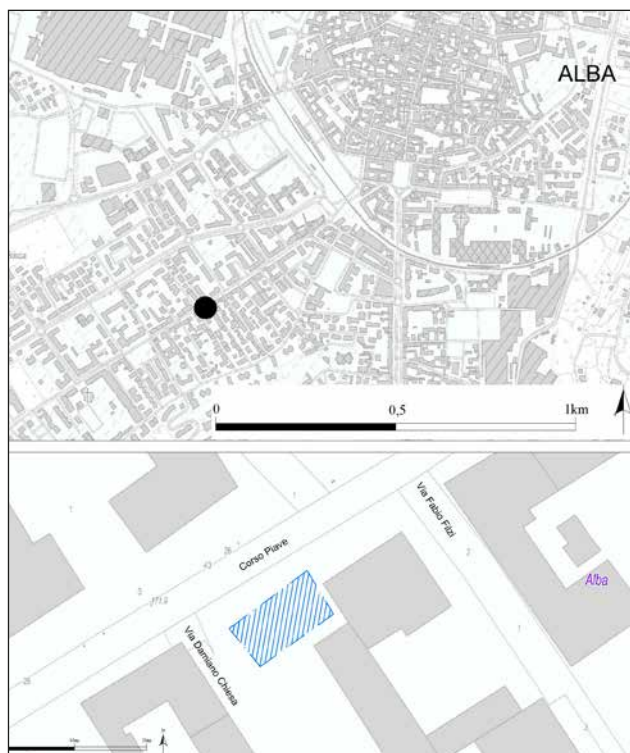 ALBA
0
0,5
1km
Via Fabio Filzi
Corso Piave
Alba
Via Damiano Chiesa